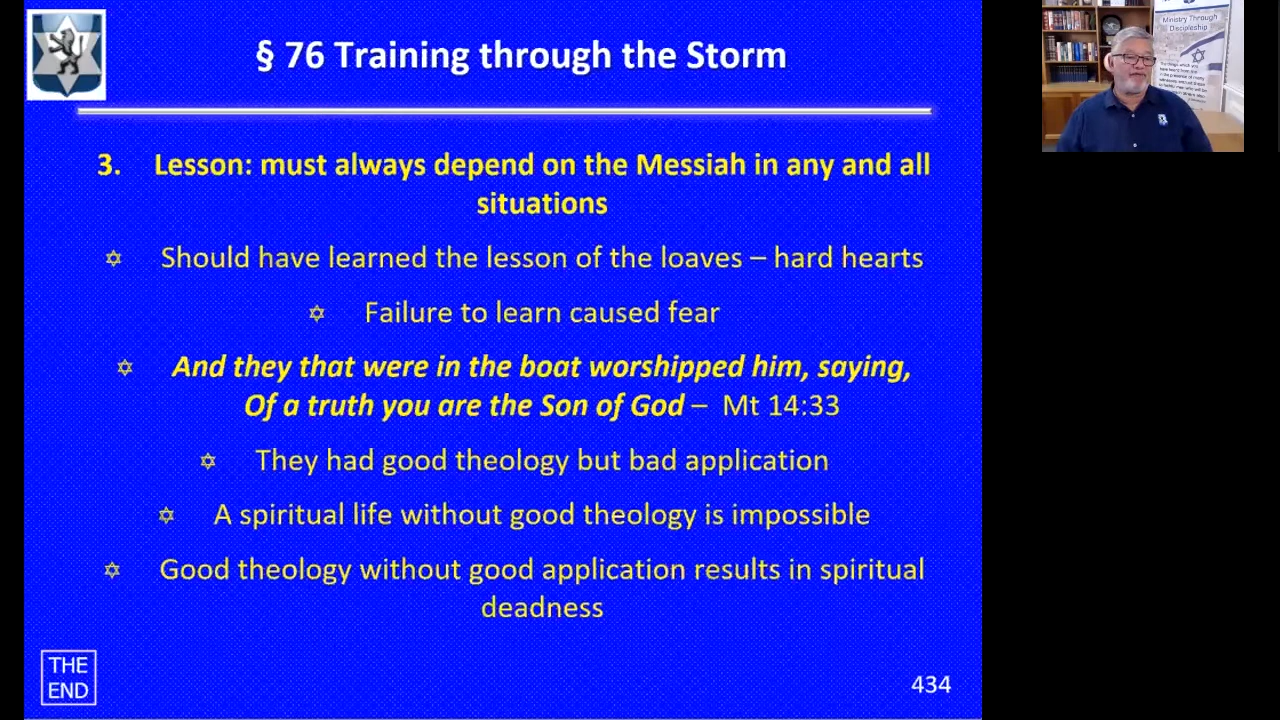 § 76 Training through the Storm
3. Lesson: must always depend on the Messiah in any and all
situations
✡ Should have learned the lesson of the loaves – hard hearts
✡ Failure to learn caused fear
✡ And they that were in the boat worshipped him, saying,
Of a truth you are the Son of God – Mt 14:33
✡ They had good theology but bad application
✡ A spiritual life without good theology is impossible
✡ Good theology without good application results in spiritual
deadness
THE
END
434
Ministry Through
Discipleship